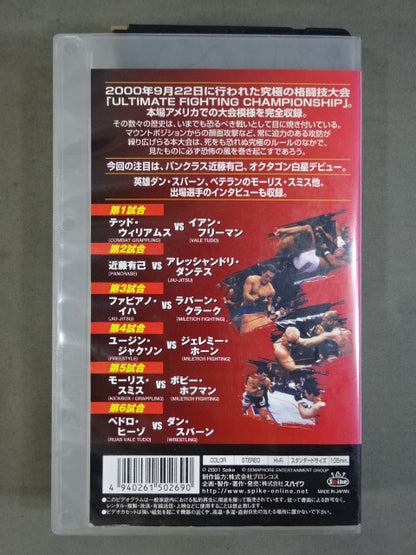 2000年9月22日に行われた究極の格闘技大会
「ULTIMATE FIGHTING CHAMPIONSHIP」。
本場アメリカでの大会模様を完全収録。
その数々の歴史は、いまでも恐るべき戦いとして目に焼き付いている。
マウントポジションからの顔面攻撃など、常に迫力のある攻防が
繰り広がる本大会は、死をも恐れぬ究極のルールのなかで、
見たものに必ず恐怖の風を巻き起こすであろう。
今回の注目は、パンクラス近藤有己、オクタゴン白星デビュー。
英雄ダン・スバーン、ベテランのモーリス・スミス他、
出場選手のインタビューも収録。
第1試合
テッド・ウィリアムス
(COMBAT GRAPPLING)
VS
イアン・フリーマン
(VALE TUDO)
第2試合
近藤有己
(PANCRASE)
VS
アレッシャンドリ・ダンテス
(JIU-JITSU)
第3試合
ファビアノ・イハ
(JIU-JITSU)
VS
ラバーン・クラーク
(MILETICH FIGHTING)
第4試合
ユージン・ジャクソン
(FREESTYLE)
VS
ジェレミー・ホーン
(MILETICH FIGHTING)
第5試合
モーリス・スミス
(KICKBOX / GRAPPLING)
VS
ボビー・ホフマン
(MILETICH FIGHTING)
第6試合
ペドロ・ヒーゾ
(RUAS VALE TUDO)
VS
ダン・スバーン
(WRESTLING)
COLOR STEREO Hi-Fi スタンダードサイズ 105min.
4 940261 502690
© 2001 Spike © SEMAPHORE ENTERTAINMENT GROUP
制作協力:株式会社ブロンコス
企画・製作・著作・発売:株式会社スパイク
http://www.spike-online.net
Spike
MADE IN JAPAN